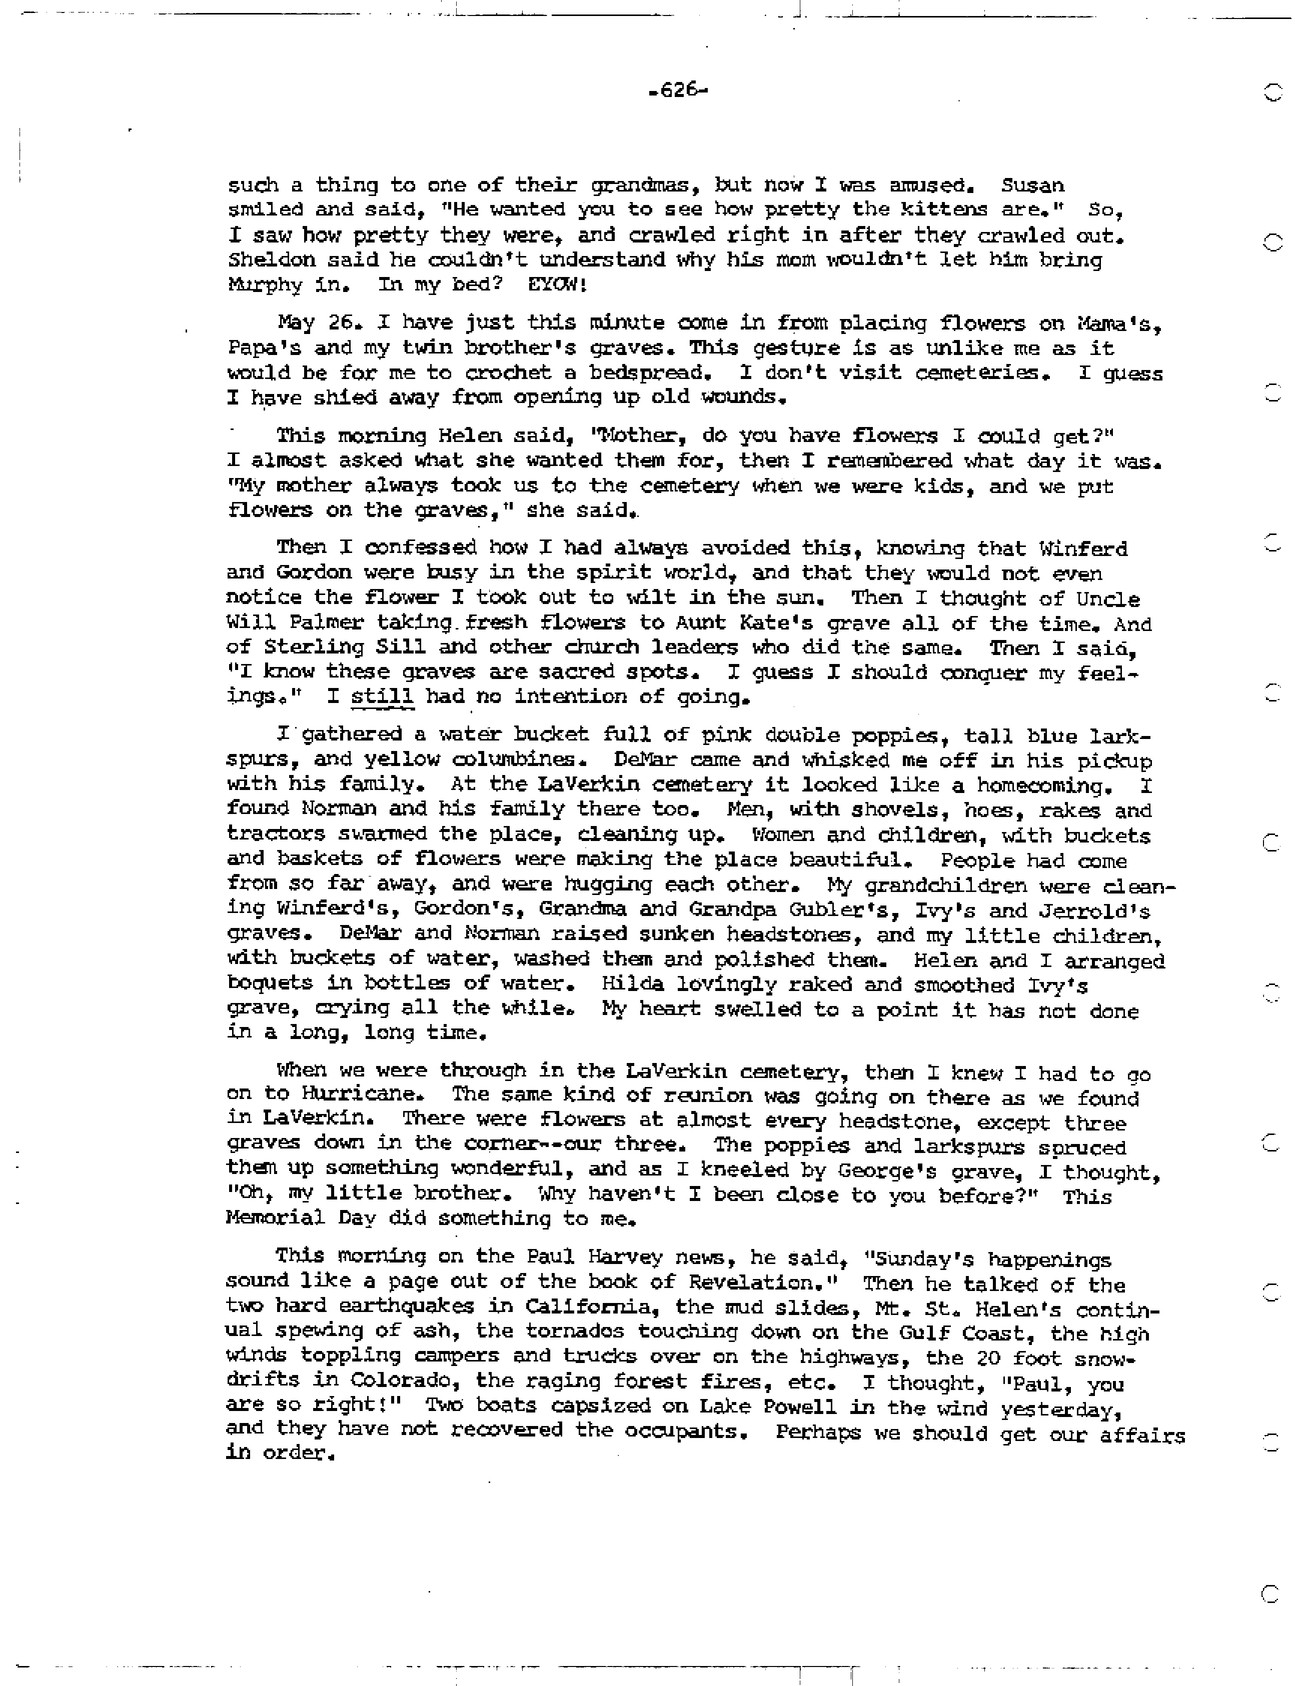 -626-
such a thing to one of their grandmas, but now I was amused. Susan
smiled and said, "He wanted you to see how pretty the kittens are." So,
I saw how pretty they were, and crawled right in after they crawled out.
Sheldon said he couldn't understand why his mom wouldn't let him bring
Murphy in. In my bed? EYOW!
May 26. I have just this minute come in from placing flowers on Mama's,
Papa's and my twin brother's graves. This gesture is as unlike me as it
would be for me to crochet a bedspread. I don't visit cemeteries. I guess
I have shied away from opening up old wounds.
This morning Helen said, "Mother, do you have flowers I could get?"
I almost asked what she wanted them for, then I remembered what day it was.
"My mother always took us to the cemetery when we were kids, and we put
flowers on the graves," she said.
Then I confessed how I had always avoided this, knowing that Winferd
and Gordon were busy in the spirit world, and that they would not even
notice the flower I took out to wilt in the sun. Then I thought of Uncle
Will Palmer taking fresh flowers to Aunt Kate's grave all of the time. And
of Sterling Sill and other church leaders who did the same. Then I said,
"I know these graves are sacred spots. I guess I should conquer my feel-
ings." I still had no intention of going.
I gathered a water bucket full of pink double poppies, tall blue lark-
spurs, and yellow columbines. DeMar came and whisked me off in his pickup
with his family. At the LaVerkin cemetery it looked like a homecoming. I
found Norman and his family there too. Men, with shovels, hoes, rakes and
tractors swarmed the place, cleaning up. Women and children, with buckets
and baskets of flowers were making the place beautiful. People had come
from so far away, and were hugging each other. My grandchildren were clean-
ing Winferd's, Gordon's, Grandma and Grandpa Gubler's, Ivy's and Jerrold's
graves. DeMar and Norman raised sunken headstones, and my little children,
with buckets of water, washed them and polished them. Helen and I arranged
boquets in bottles of water. Hilda lovingly raked and smoothed Ivy's
grave, crying all the while. My heart swelled to a point it has not done
in a long, long time.
When we were through in the LaVerkin cemetery, then I knew I had to go
on to Hurricane. The same kind of reunion was going on there as we found
in LaVerkin. There were flowers at almost every headstone, except three
graves down in the corner--our three. The poppies and larkspurs spruced
them up something wonderful, and as I kneeled by George's grave, I thought,
"Oh, my little brother. Why haven't I been close to you before?" This
Memorial Day did something to me.
This morning on the Paul Harvey news, he said, "Sunday's happenings
sound like a page out of the book of Revelation." Then he talked of the
two hard earthquakes in California, the mud slides, Mt. St. Helen's contin-
ual spewing of ash, the tornados touching down on the Gulf Coast, the high
winds toppling campers and trucks over on the highways, the 20 foot snow-
drifts in Colorado, the raging forest fires, etc. I thought, "Paul, you
are so right!" Two boats capsized on Lake Powell in the wind yesterday,
and they have not recovered the occupants. Perhaps we should get our affairs
in order.